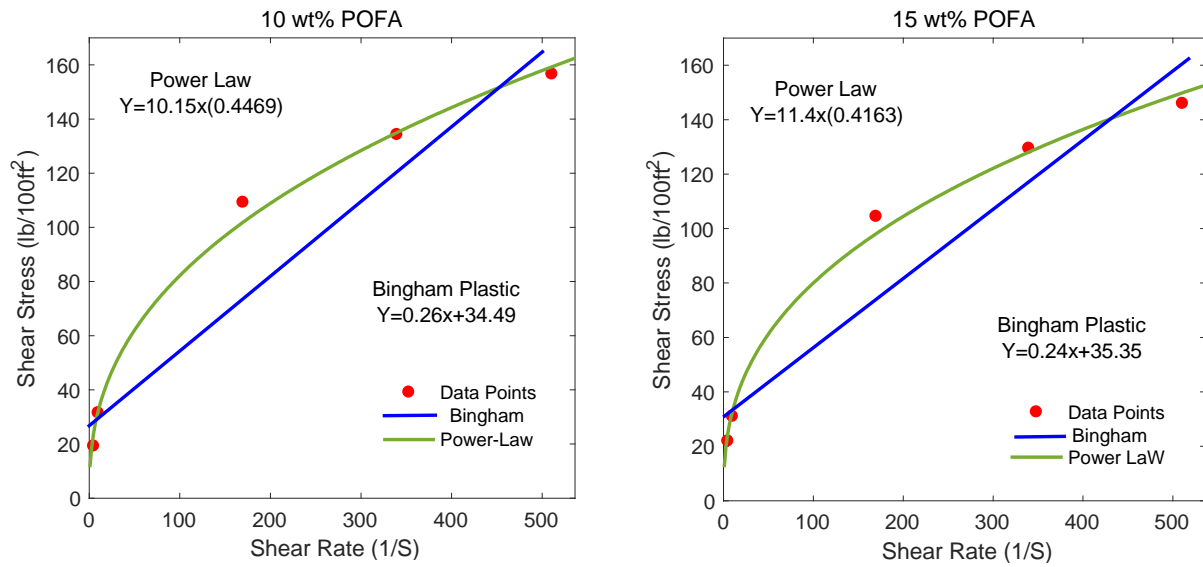 10 wt% POFA
160
140
120
100
80
60
40
20
0
Shear Stress (lb/100ft²)
Power Law
Y=10.15x(0.4469)
Bingham Plastic
Y=0.26x+34.49
Data Points
Bingham
Power-Law
0 100 200 300 400 500
Shear Rate (1/S)
15 wt% POFA
160
140
120
100
80
60
40
20
0
Shear Stress (lb/100ft²)
Power Law
Y=11.4x(0.4163)
Bingham Plastic
Y=0.24x+35.35
Data Points
Bingham
Power LaW
0 100 200 300 400 500
Shear Rate (1/S)